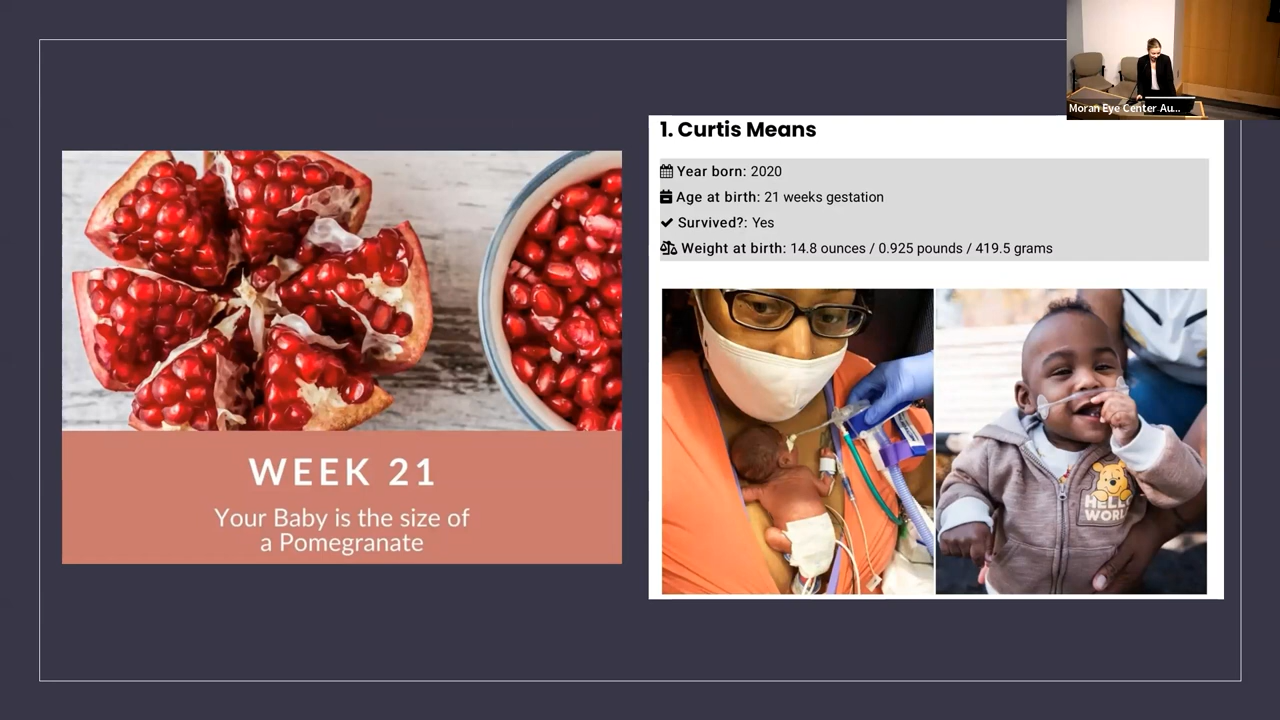 Moran Eye Center Au...
1. Curtis Means
Year born: 2020
Age at birth: 21 weeks gestation
Survived?: Yes
Weight at birth: 14.8 ounces / 0.925 pounds / 419.5 grams
WEEK 21
Your Baby is the size of
a Pomegranate
HELLO
WORL